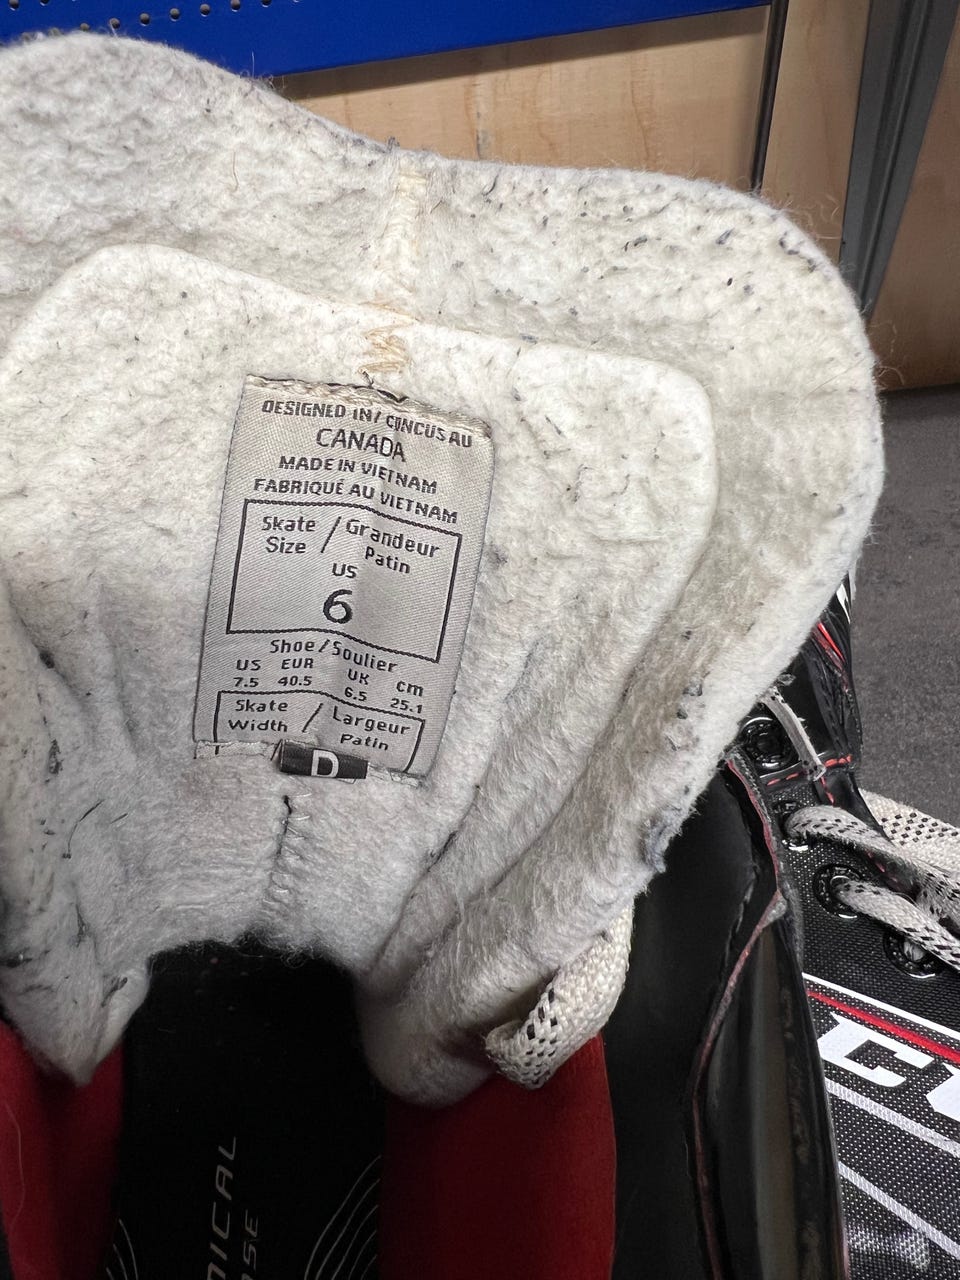 DESIGNED IN / CONCUS AU
CANADA
MADE IN VIETNAM
FABRIQUÉ AU VIETNAM
Skate Size / Grandeur Patin
US
6
Shoe / Soulier
US EUR UK cm
7.5 40.5 6.5 25.1
Skate Width / Largeur Patin
D